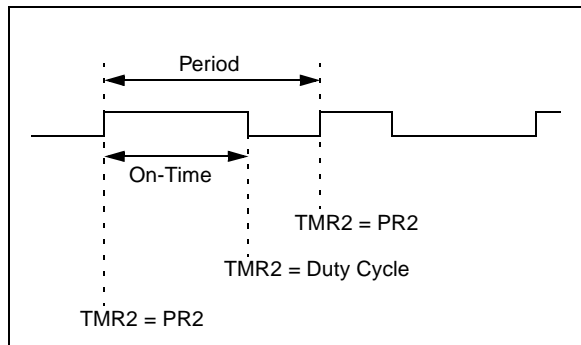 Period
On-Time
TMR2 = PR2
TMR2 = Duty Cycle
TMR2 = PR2